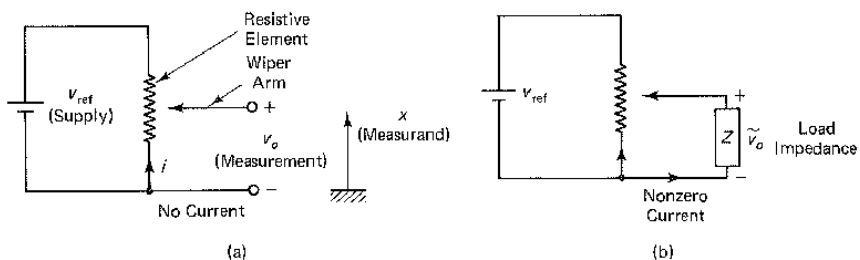 Resistive
Element
Wiper
Arm
v_ref
(Supply)
+
v_o
(Measurement)
x
(Measurand)
i
−
No Current
(a)
v_ref
+
Z
ṽ_o
Load
Impedance
−
Nonzero
Current
(b)